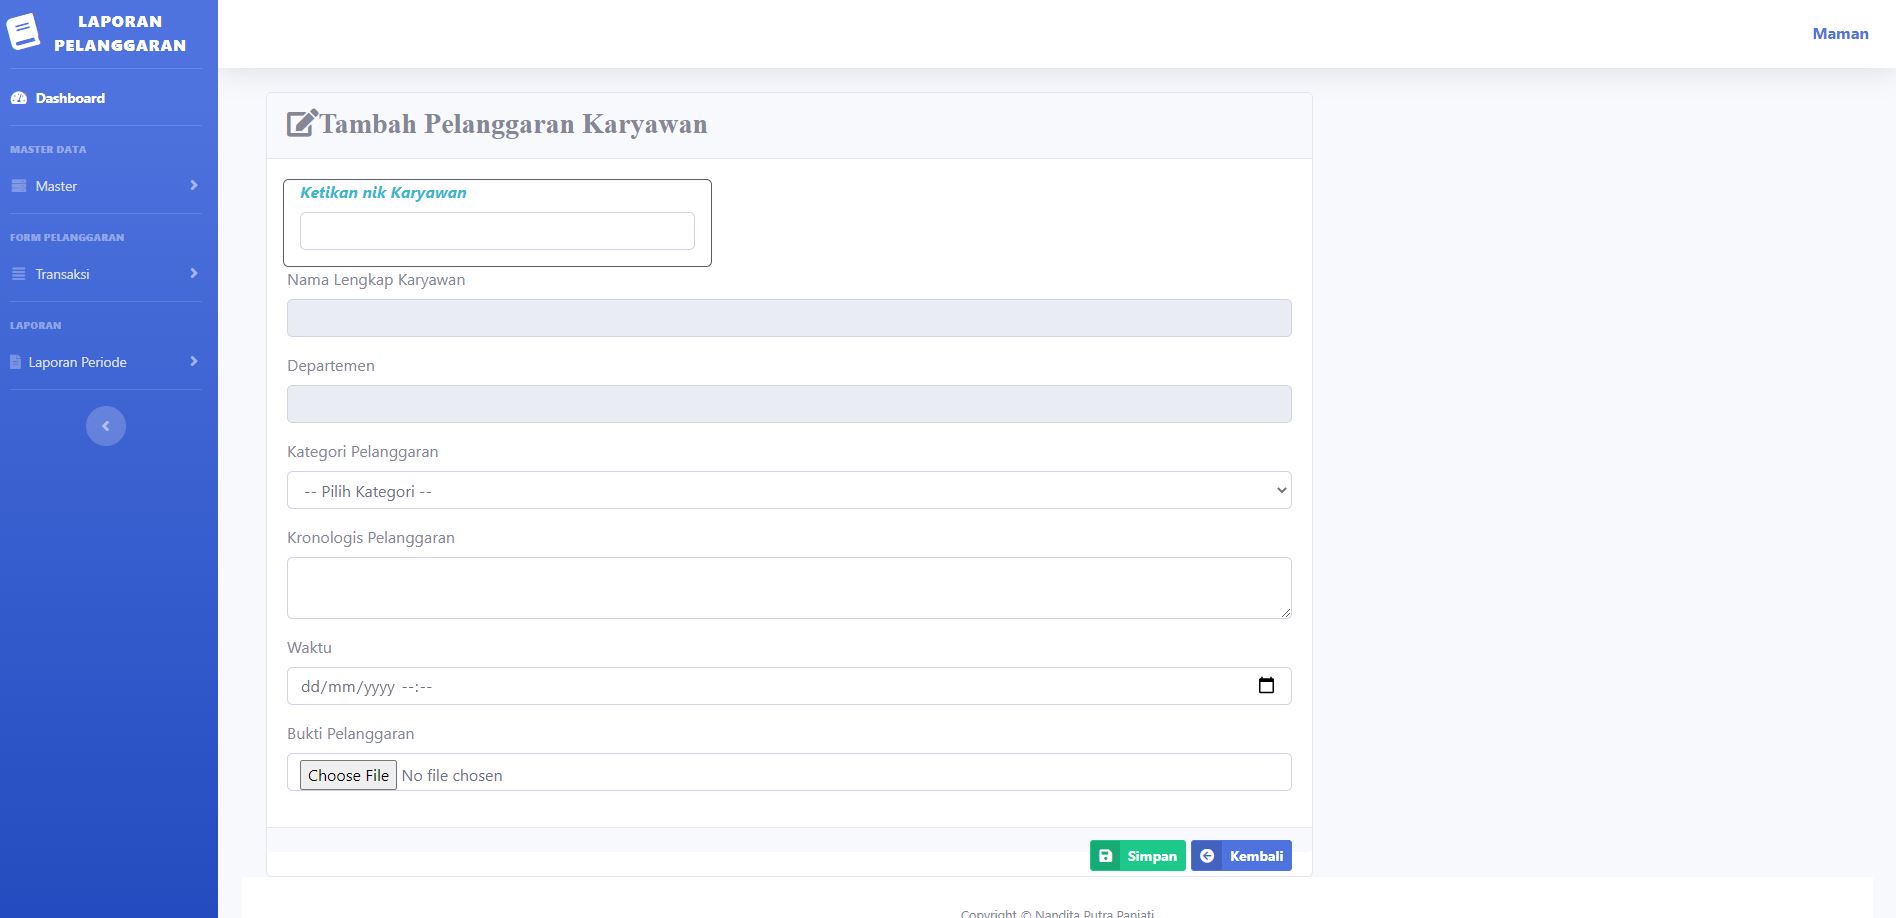 LAPORAN
PELANGGARAN
Maman
Dashboard
MASTER DATA
Master
FORM PELANGGARAN
Transaksi
LAPORAN
Laporan Periode
Tambah Pelanggaran Karyawan
Ketikan nik Karyawan
Nama Lengkap Karyawan
Departemen
Kategori Pelanggaran
-- Pilih Kategori --
Kronologis Pelanggaran
Waktu
dd/mm/yyyy --:--
Bukti Pelanggaran
Choose File No file chosen
Simpan
Kembali
Copyright © Nandita Putra Panjati